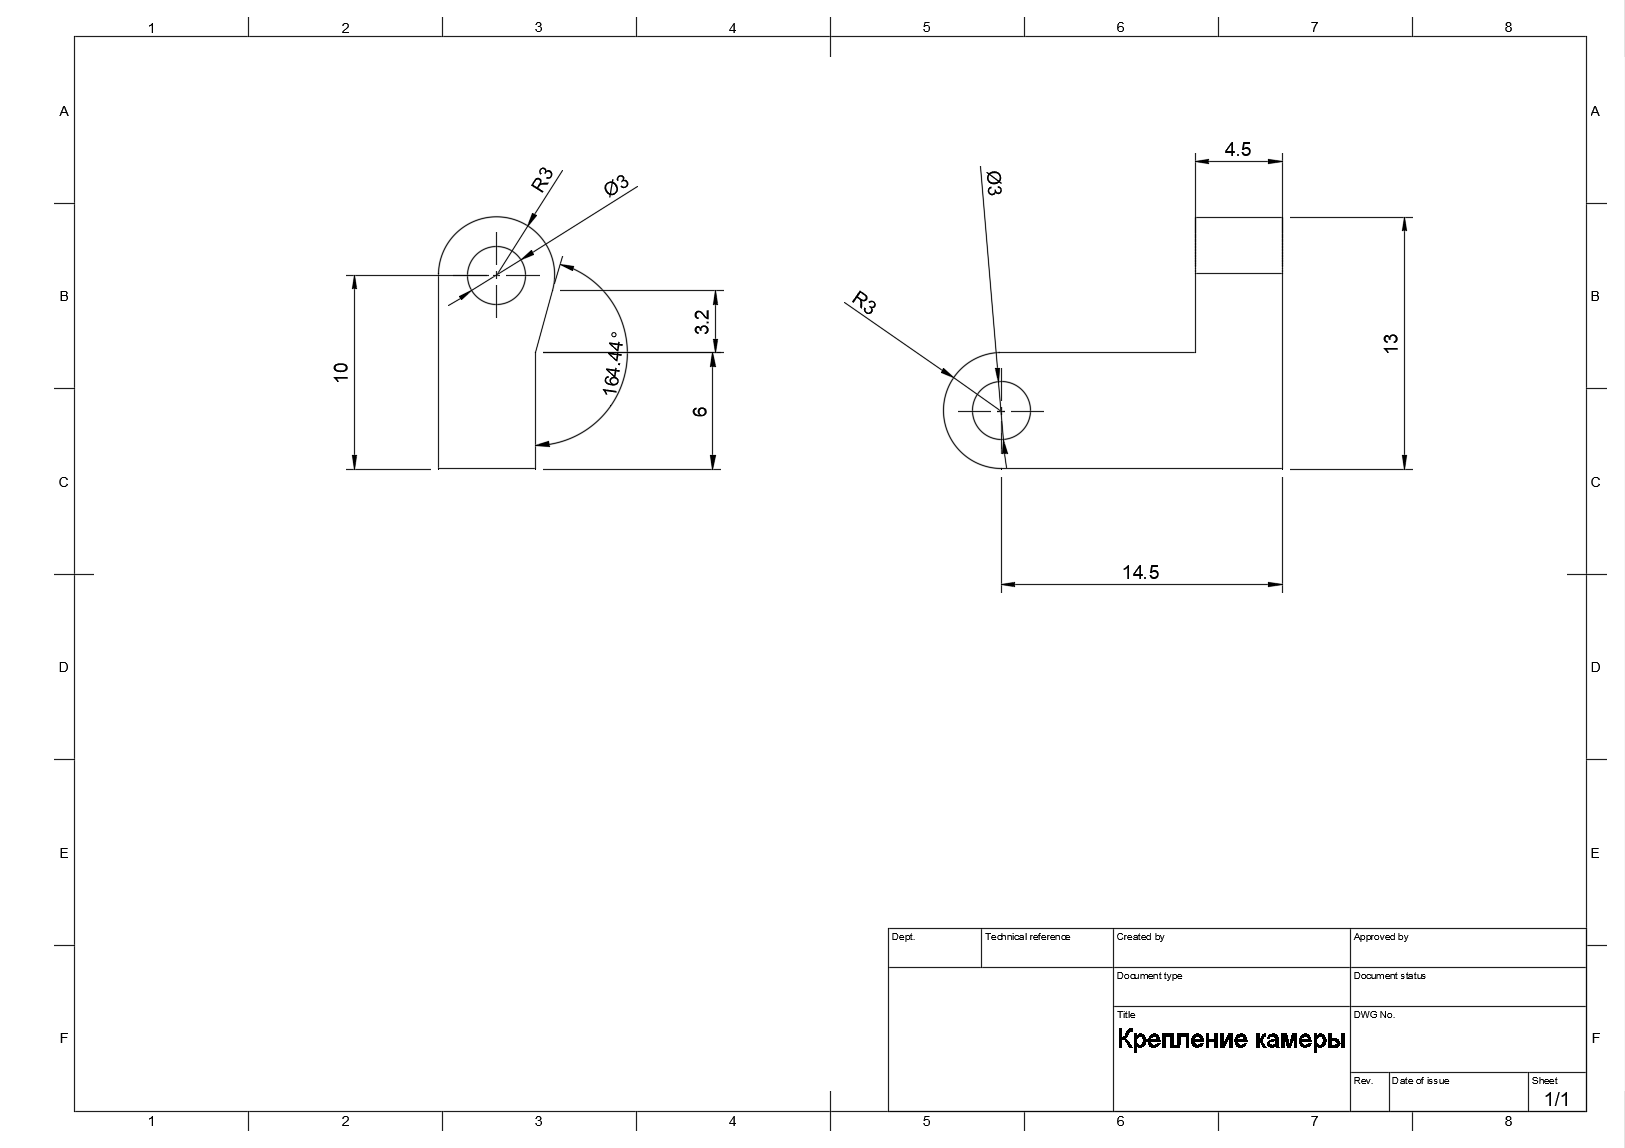 1 2 3 4 5 6 7 8
A A
R3
Ø3
4.5
Ø3
B B
R3
3.2
164.44°
10
6
13
C C
14.5
D D
E E
Dept. Technical reference Created by Approved by
Document type Document status
Title DWG No.
Крепление камеры
F F
Rev. Date of issue Sheet
1/1
1 2 3 4 5 6 7 8